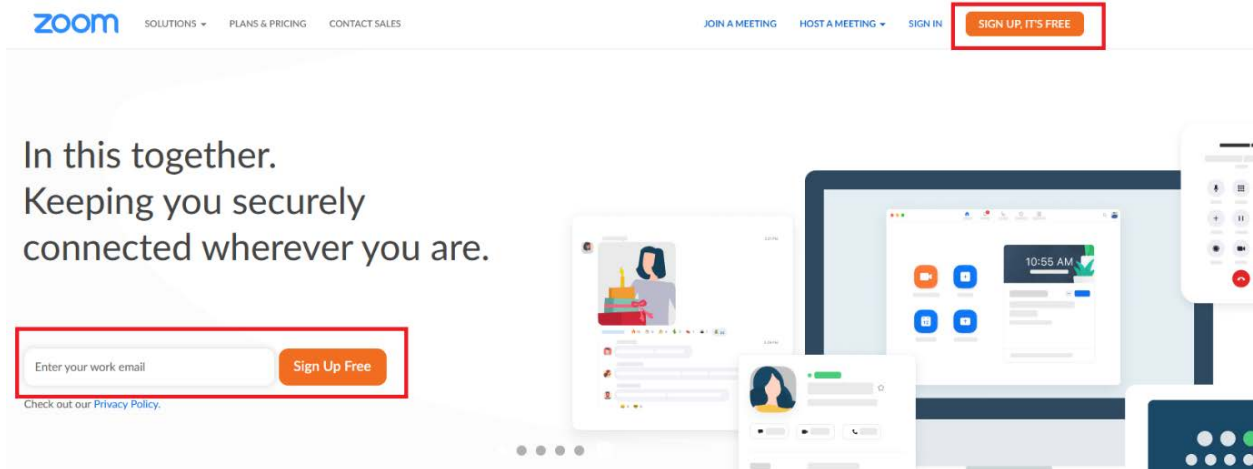 zoom SOLUTIONS PLANS & PRICING CONTACT SALES JOIN A MEETING HOST A MEETING SIGN IN SIGN UP, IT'S FREE
In this together.
Keeping you securely
connected wherever you are.
10:55 AM
Enter your work email Sign Up Free
Check out our Privacy Policy.